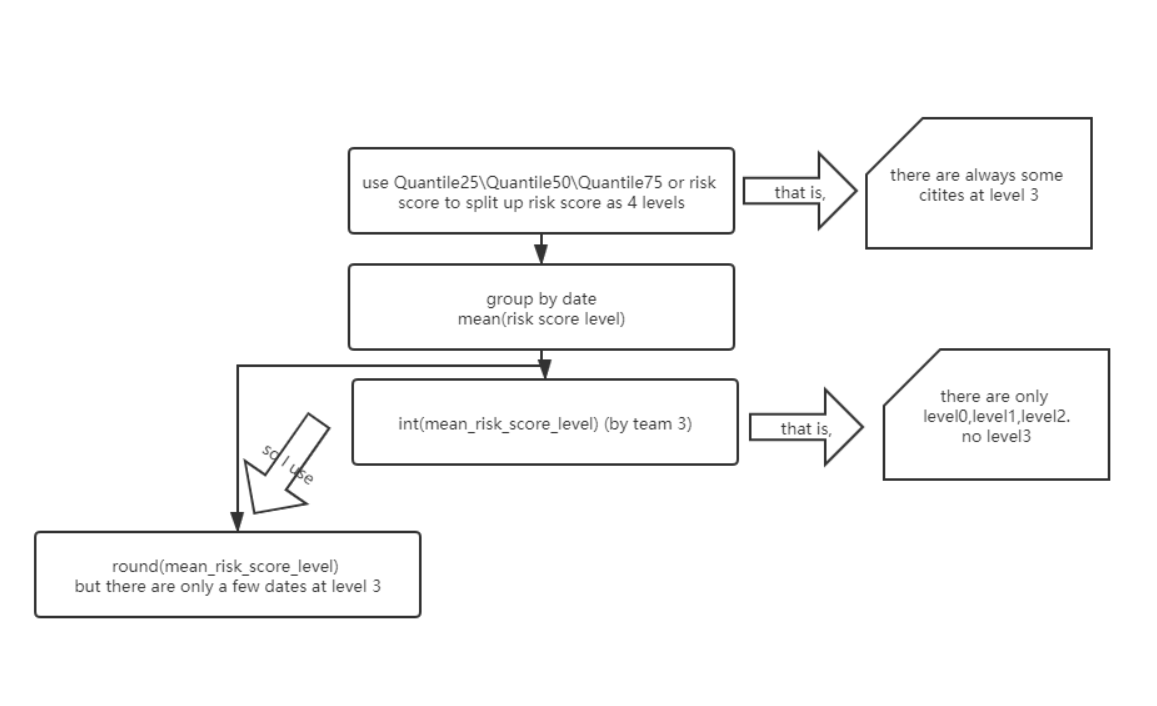 use Quantile25\Quantile50\Quantile75 or risk
score to split up risk score as 4 levels
that is,
there are always some
citites at level 3
group by date
mean(risk score level)
int(mean_risk_score_level) (by team 3)
that is,
there are only
level0,level1,level2.
no level3
so I use
round(mean_risk_score_level)
but there are only a few dates at level 3